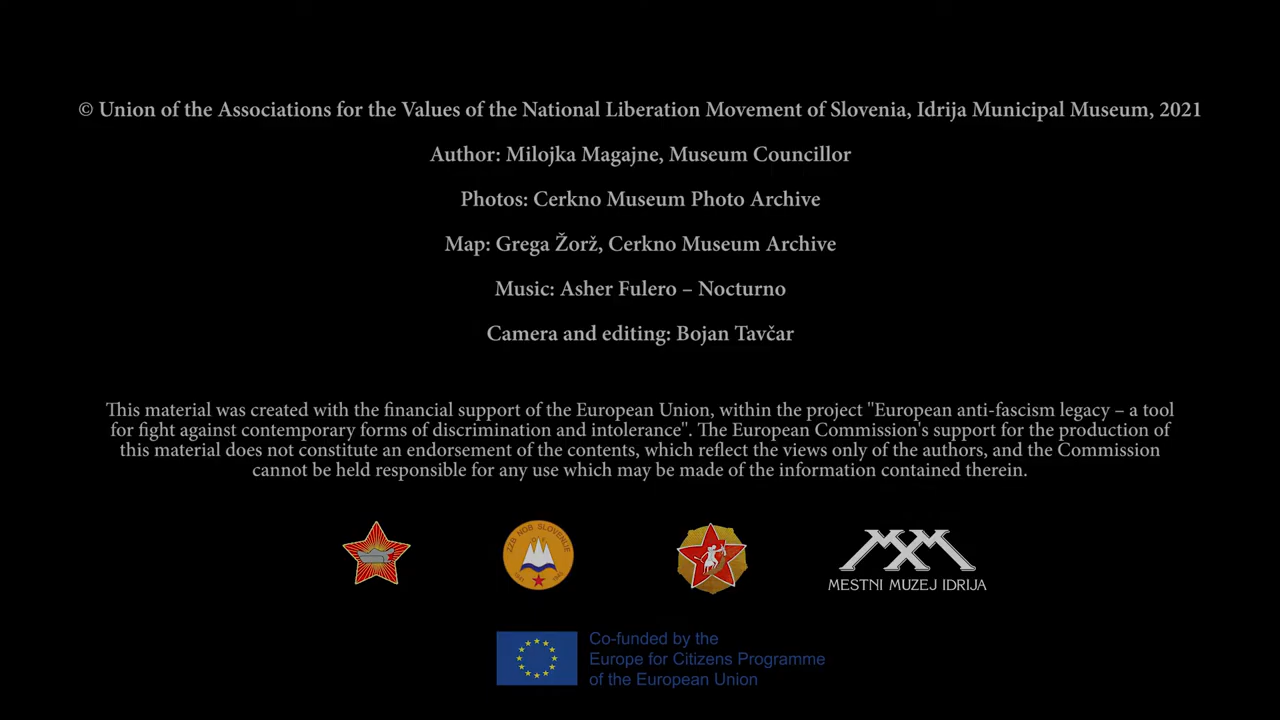 © Union of the Associations for the Values of the National Liberation Movement of Slovenia, Idrija Municipal Museum, 2021
Author: Milojka Magajne, Museum Councillor
Photos: Cerkno Museum Photo Archive
Map: Grega Žorž, Cerkno Museum Archive
Music: Asher Fulero – Nocturno
Camera and editing: Bojan Tavčar
This material was created with the financial support of the European Union, within the project "European anti-fascism legacy – a tool
for fight against contemporary forms of discrimination and intolerance". The European Commission's support for the production of
this material does not constitute an endorsement of the contents, which reflect the views only of the authors, and the Commission
cannot be held responsible for any use which may be made of the information contained therein.
ZZB NOB SLOVENIJE
MESTNI MUZEJ IDRIJA
Co-funded by the
Europe for Citizens Programme
of the European Union